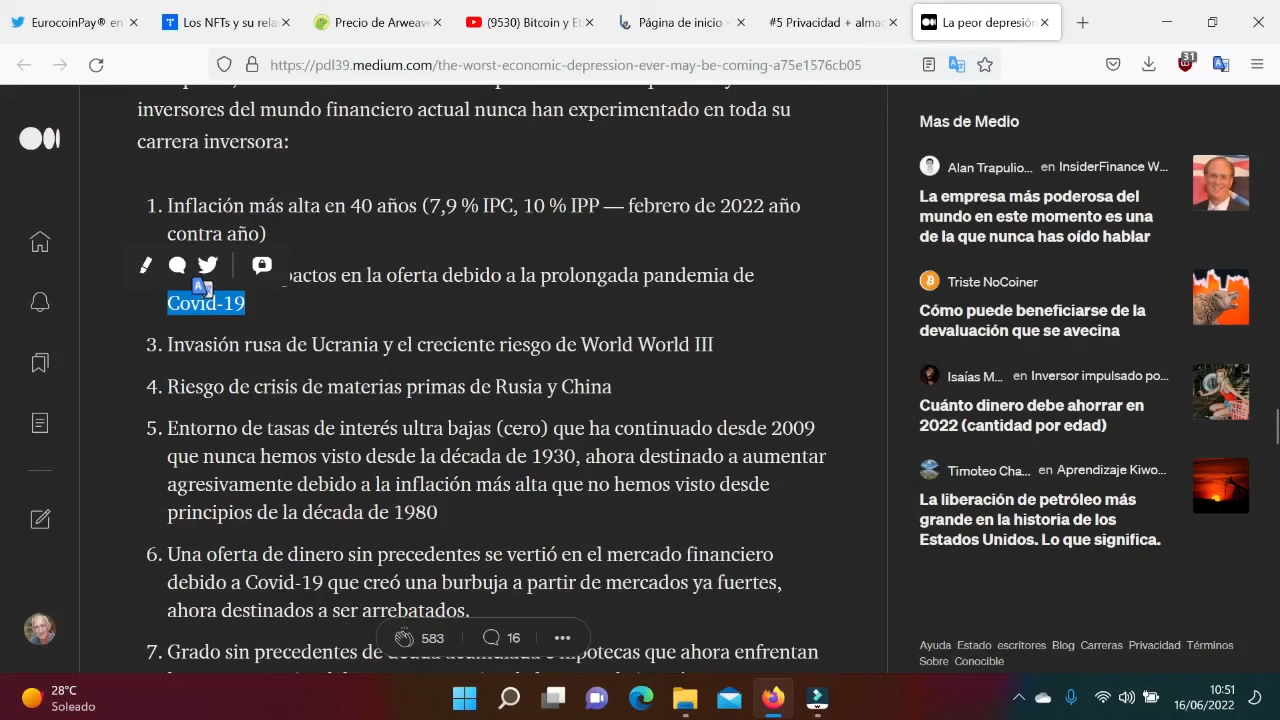 EurocoinPay® en
Los NFTs y su rela
Precio de Arweave
(9530) Bitcoin y E
Página de inicio –
#5 Privacidad + alma
La peor depresión
https://pdl39.medium.com/the-worst-economic-depression-ever-may-be-coming-a75e1576cb05
31
inversores del mundo financiero actual nunca han experimentado en toda su
carrera inversora:
1. Inflación más alta en 40 años (7,9 % IPC, 10 % IPP — febrero de 2022 año
contra año)
pactos en la oferta debido a la prolongada pandemia de
Covid-19
3. Invasión rusa de Ucrania y el creciente riesgo de World World III
4. Riesgo de crisis de materias primas de Rusia y China
5. Entorno de tasas de interés ultra bajas (cero) que ha continuado desde 2009
que nunca hemos visto desde la década de 1930, ahora destinado a aumentar
agresivamente debido a la inflación más alta que no hemos visto desde
principios de la década de 1980
6. Una oferta de dinero sin precedentes se vertió en el mercado financiero
debido a Covid-19 que creó una burbuja a partir de mercados ya fuertes,
ahora destinados a ser arrebatados.
583
16
7. Grado sin precedentes de deuda acumulada e hipotecas que ahora enfrentan
Mas de Medio
Alan Trapulio... en InsiderFinance W...
La empresa más poderosa del
mundo en este momento es una
de la que nunca has oído hablar
Triste NoCoiner
Cómo puede beneficiarse de la
devaluación que se avecina
Isaías M... en Inversor impulsado po...
Cuánto dinero debe ahorrar en
2022 (cantidad por edad)
Timoteo Cha... en Aprendizaje Kiwo...
La liberación de petróleo más
grande en la historia de los
Estados Unidos. Lo que significa.
Ayuda Estado escritores Blog Carreras Privacidad Términos
Sobre Conocible
28°C
Soleado
10:51
16/06/2022